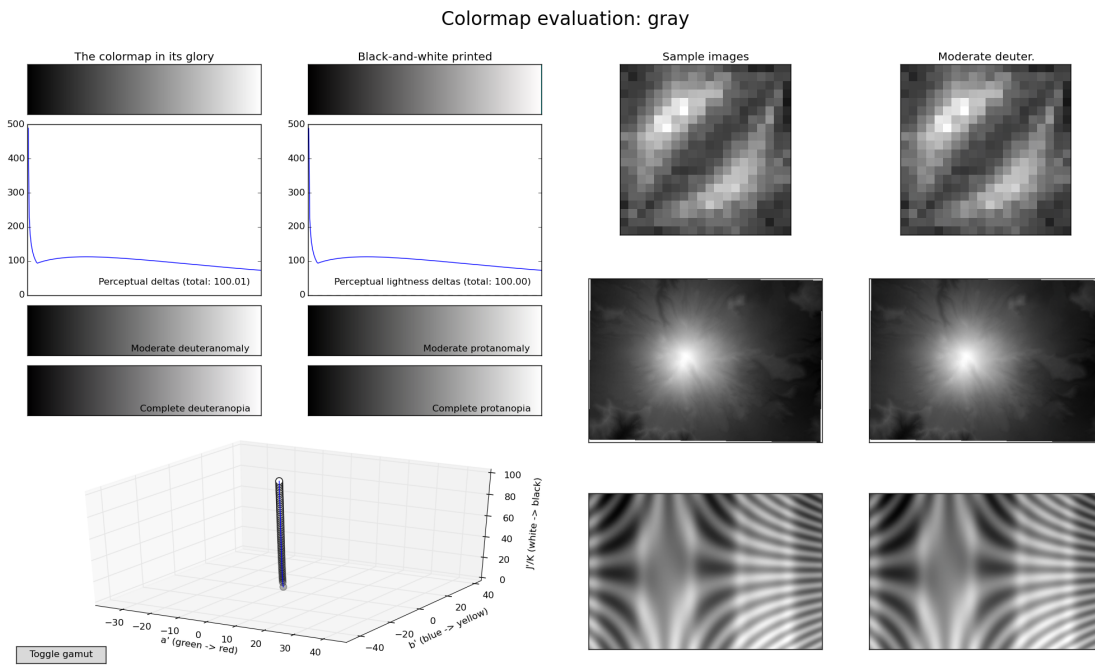 Colormap evaluation: gray
The colormap in its glory
Black-and-white printed
Sample images
Moderate deuter.
500
400
300
200
100
0
Perceptual deltas (total: 100.01)
500
400
300
200
100
0
Perceptual lightness deltas (total: 100.00)
Moderate deuteranomaly
Moderate protanomaly
Complete deuteranopia
Complete protanopia
100
80
60
40
20
0
J'/K (white -> black)
−30
−20
−10
0
10
20
30
40
a' (green -> red)
−40
−20
0
20
40
b' (blue -> yellow)
Toggle gamut